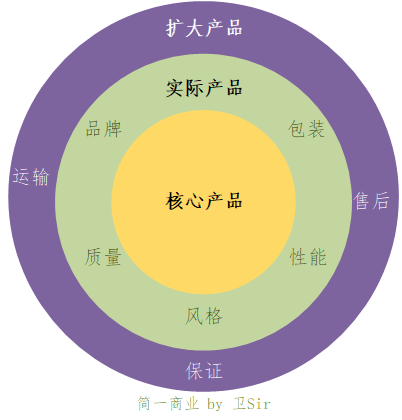 扩大产品
实际产品
品牌 包装
运输 核心产品 售后
质量 性能
风格
保证
简一商业 by 卫Sir